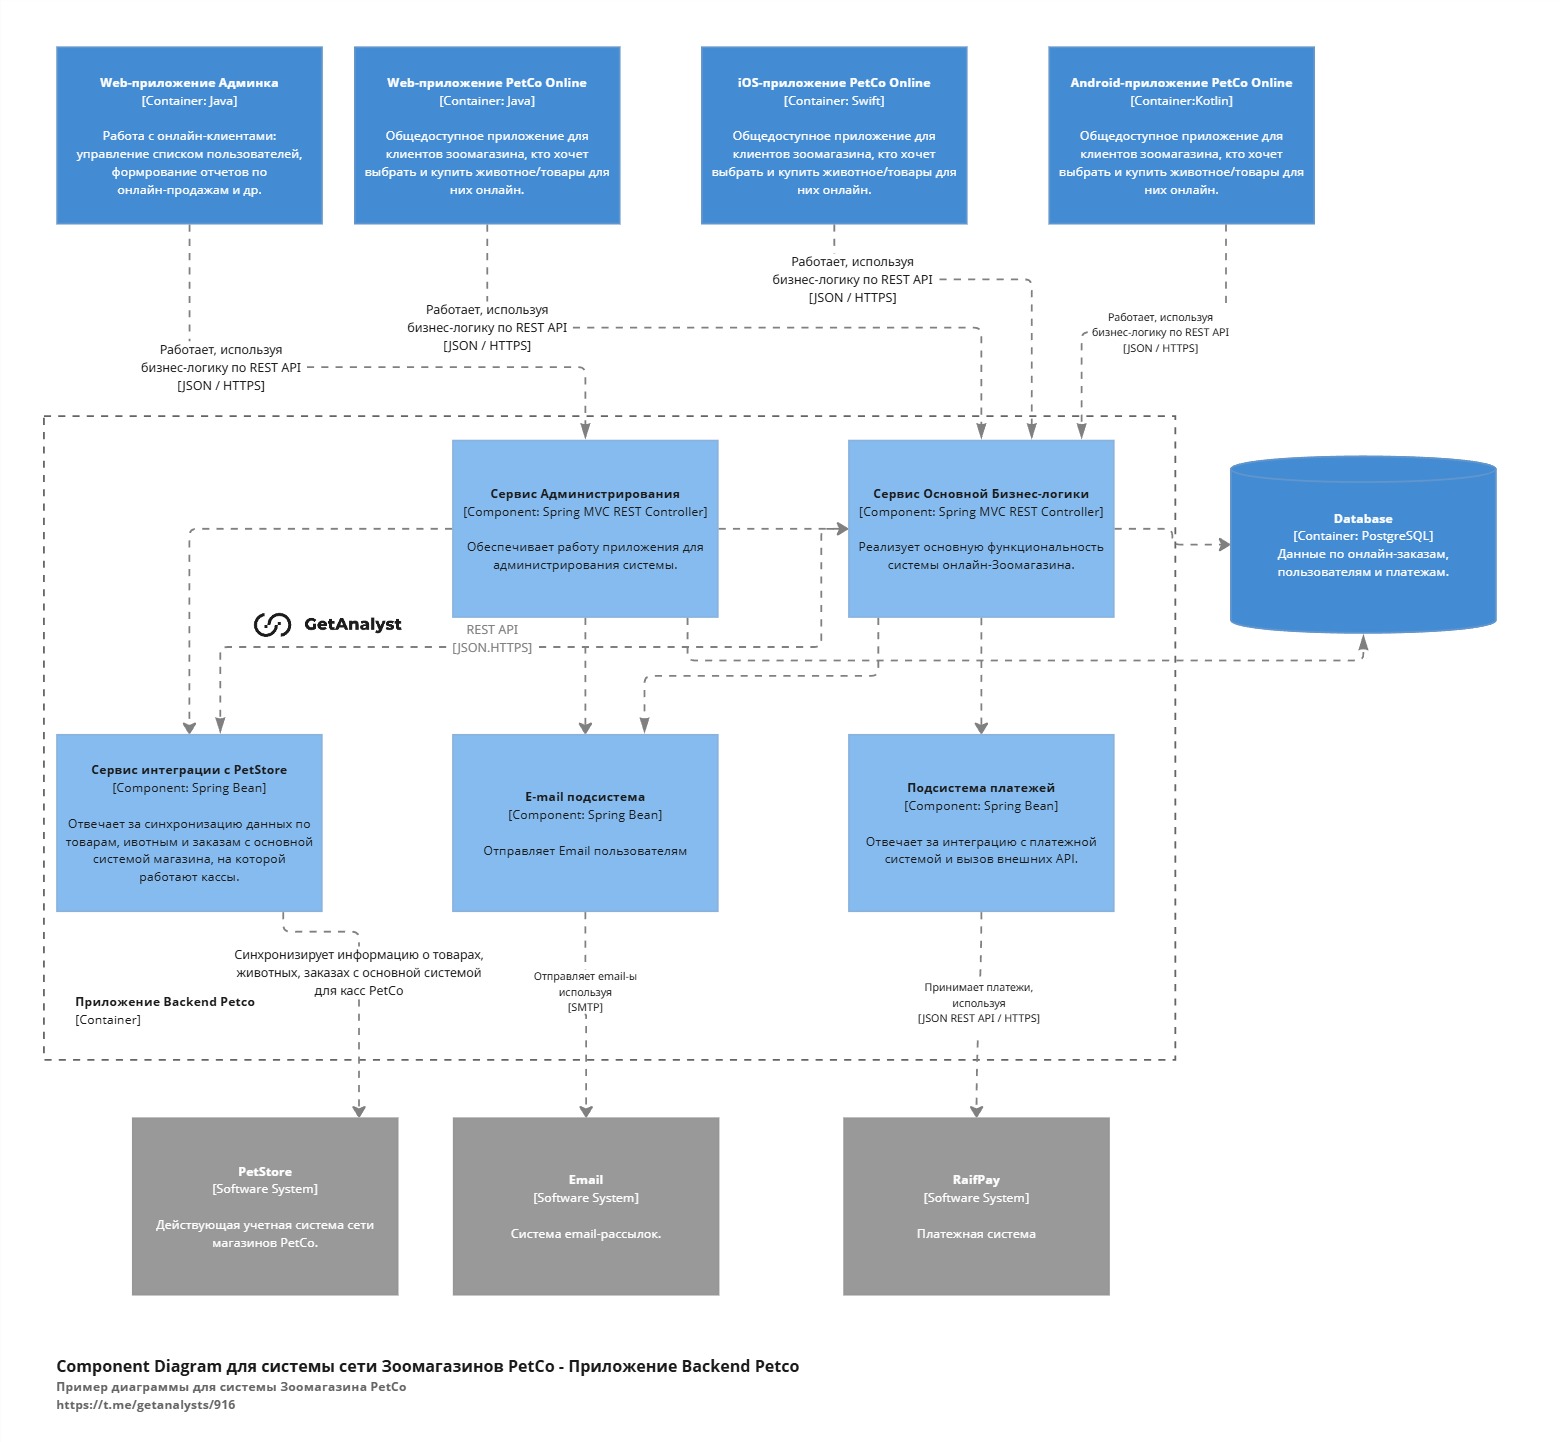 Web-приложение Админка
[Container: Java]
Работа с онлайн-клиентами:
управление списком пользователей,
формрование отчетов по
онлайн-продажам и др.
Web-приложение PetCo Online
[Container: Java]
Общедоступное приложение для
клиентов зоомагазина, кто хочет
выбрать и купить животное/товары для
них онлайн.
iOS-приложение PetCo Online
[Container: Swift]
Общедоступное приложение для
клиентов зоомагазина, кто хочет
выбрать и купить животное/товары для
них онлайн.
Android-приложение PetCo Online
[Container:Kotlin]
Общедоступное приложение для
клиентов зоомагазина, кто хочет
выбрать и купить животное/товары для
них онлайн.
Работает, используя
бизнес-логику по REST API
[JSON / HTTPS]
Работает, используя
бизнес-логику по REST API
[JSON / HTTPS]
Работает, используя
бизнес-логику по REST API
[JSON / HTTPS]
Работает, используя
бизнес-логику по REST API
[JSON / HTTPS]
Сервис Администрирования
[Component: Spring MVC REST Controller]
Обеспечивает работу приложения для
администрирования системы.
Сервис Основной Бизнес-логики
[Component: Spring MVC REST Controller]
Реализует основную функциональность
системы онлайн-Зоомагазина.
Database
[Container: PostgreSQL]
Данные по онлайн-заказам,
пользователям и платежам.
GetAnalyst
REST API
[JSON.HTTPS]
Сервис интеграции с PetStore
[Component: Spring Bean]
Отвечает за синхронизацию данных по
товарам, ивотным и заказам с основной
системой магазина, на которой
работают кассы.
E-mail подсистема
[Component: Spring Bean]
Отправляет Email пользователям
Подсистема платежей
[Component: Spring Bean]
Отвечает за интеграцию с платежной
системой и вызов внешних API.
Синхронизирует информацию о товарах,
животных, заказах с основной системой
для касс PetCo
Отправляет email-ы
используя
[SMTP]
Принимает платежи,
используя
[JSON REST API / HTTPS]
Приложение Backend Petco
[Container]
PetStore
[Software System]
Действующая учетная система сети
магазинов PetCo.
Email
[Software System]
Система email-рассылок.
RaifPay
[Software System]
Платежная система
Component Diagram для системы сети Зоомагазинов PetCo - Приложение Backend Petco
Пример диаграммы для системы Зоомагазина PetCo
https://t.me/getanalysts/916